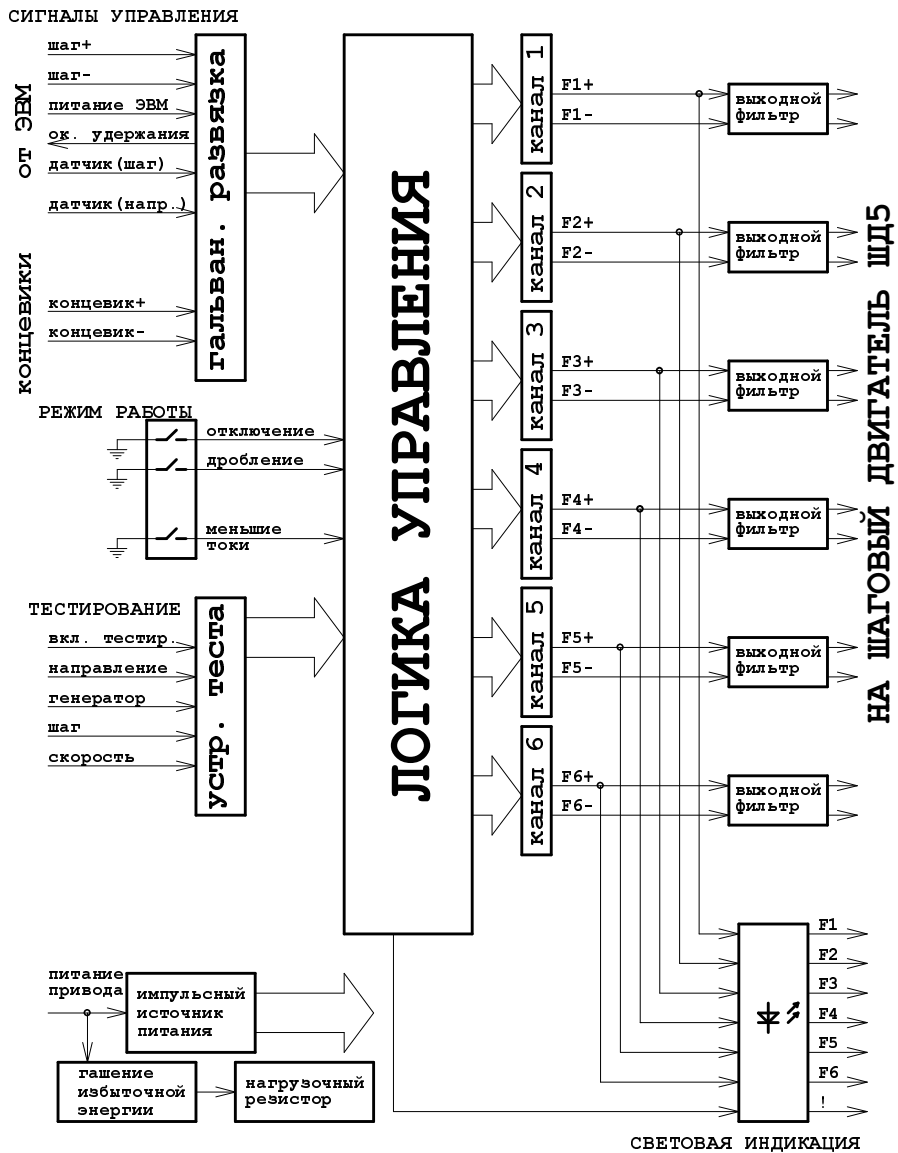 СИГНАЛЫ УПРАВЛЕНИЯ
от ЭВМ
шаг+
шаг-
питание ЭВМ
ок. удержания
датчик(шаг)
датчик(напр.)
КОНЦЕВИКИ
концевик+
концевик-
гальван. развязка
РЕЖИМ РАБОТЫ
отключение
дробление
меньшие
токи
ТЕСТИРОВАНИЕ
вкл. тестир.
направление
генератор
шаг
скорость
устр. теста
ЛОГИКА УПРАВЛЕНИЯ
канал 1
F1+
F1-
выходной
фильтр
канал 2
F2+
F2-
выходной
фильтр
канал 3
F3+
F3-
выходной
фильтр
канал 4
F4+
F4-
выходной
фильтр
канал 5
F5+
F5-
выходной
фильтр
канал 6
F6+
F6-
выходной
фильтр
НА ШАГОВЫЙ ДВИГАТЕЛЬ ШД5
питание
привода
импульсный
источник
питания
гашение
избыточной
энергии
нагрузочный
резистор
F1
F2
F3
F4
F5
F6
!
СВЕТОВАЯ ИНДИКАЦИЯ